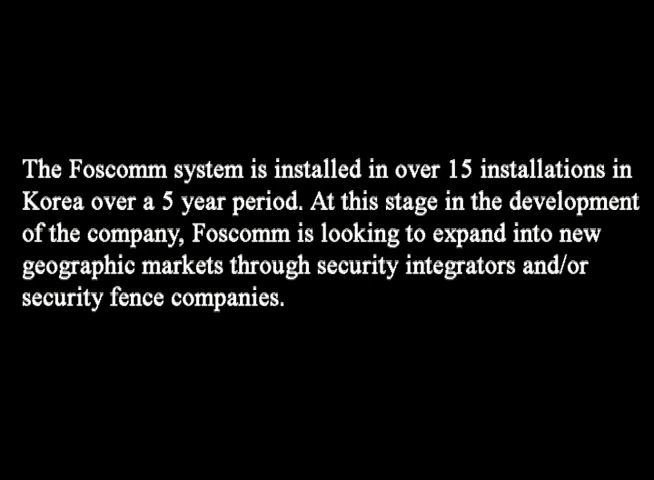 The Foscomm system is installed in over 15 installations in
Korea over a 5 year period. At this stage in the development
of the company, Foscomm is looking to expand into new
geographic markets through security integrators and/or
security fence companies.